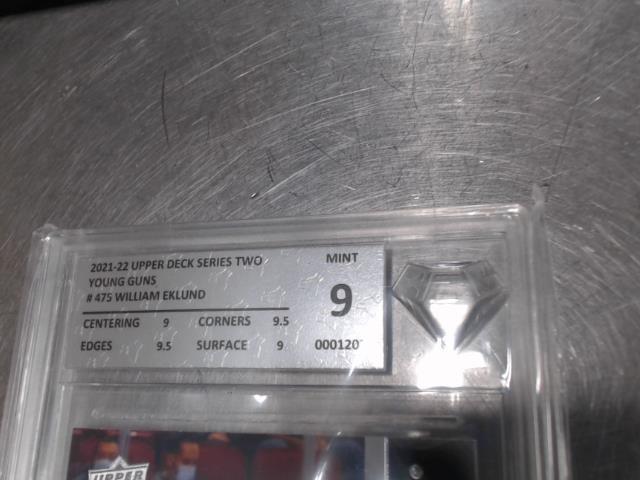 2021-22 UPPER DECK SERIES TWO
YOUNG GUNS
# 475 WILLIAM EKLUND
MINT
9
CENTERING 9 CORNERS 9.5
EDGES 9.5 SURFACE 9
000120
UPPER